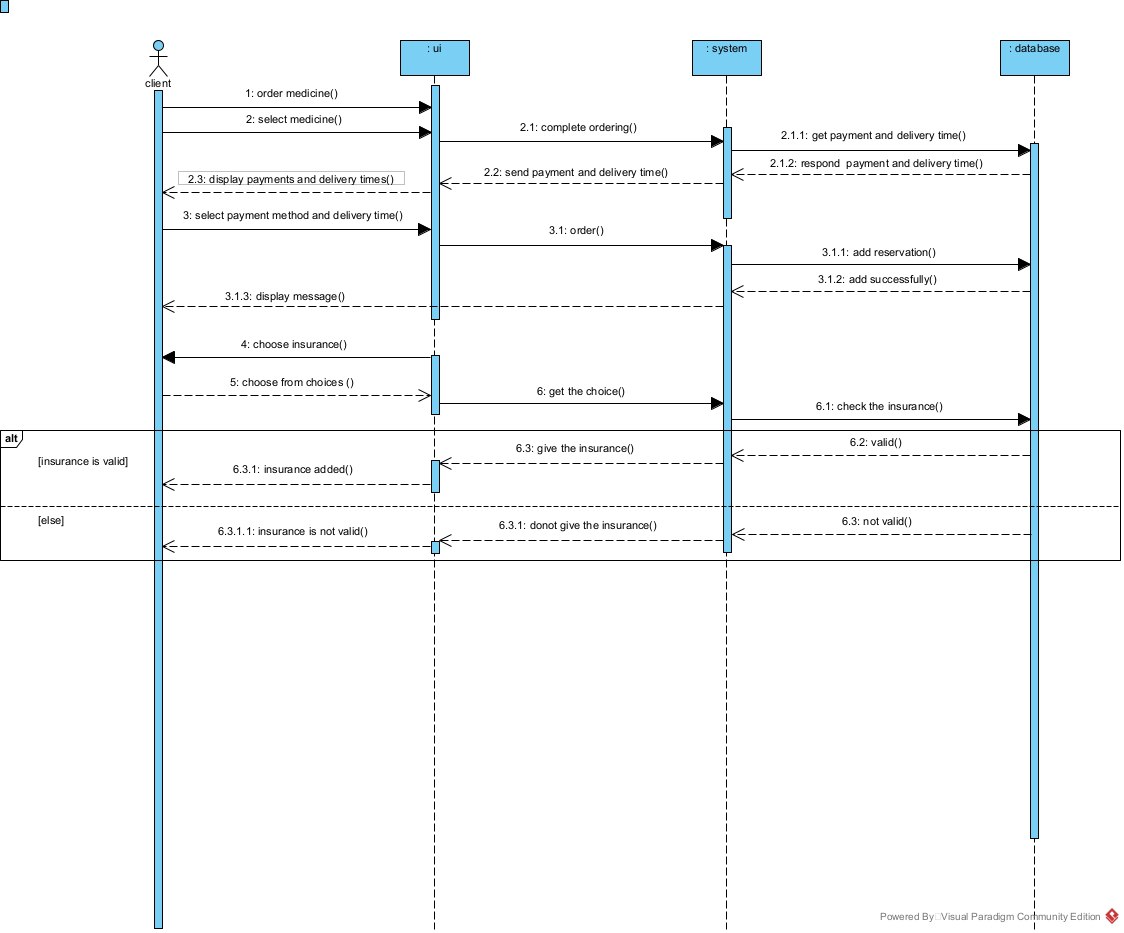 : ui
: system
: database
client
1: order medicine()
2: select medicine()
2.1: complete ordering()
2.1.1: get payment and delivery time()
2.1.2: respond  payment and delivery time()
2.2: send payment and delivery time()
2.3: display payments and delivery times()
3: select payment method and delivery time()
3.1: order()
3.1.1: add reservation()
3.1.2: add successfully()
3.1.3: display message()
4: choose insurance()
5: choose from choices ()
6: get the choice()
6.1: check the insurance()
alt
[insurance is valid]
6.2: valid()
6.3: give the insurance()
6.3.1: insurance added()
[else]
6.3: not valid()
6.3.1: donot give the insurance()
6.3.1.1: insurance is not valid()
Powered By Visual Paradigm Community Edition